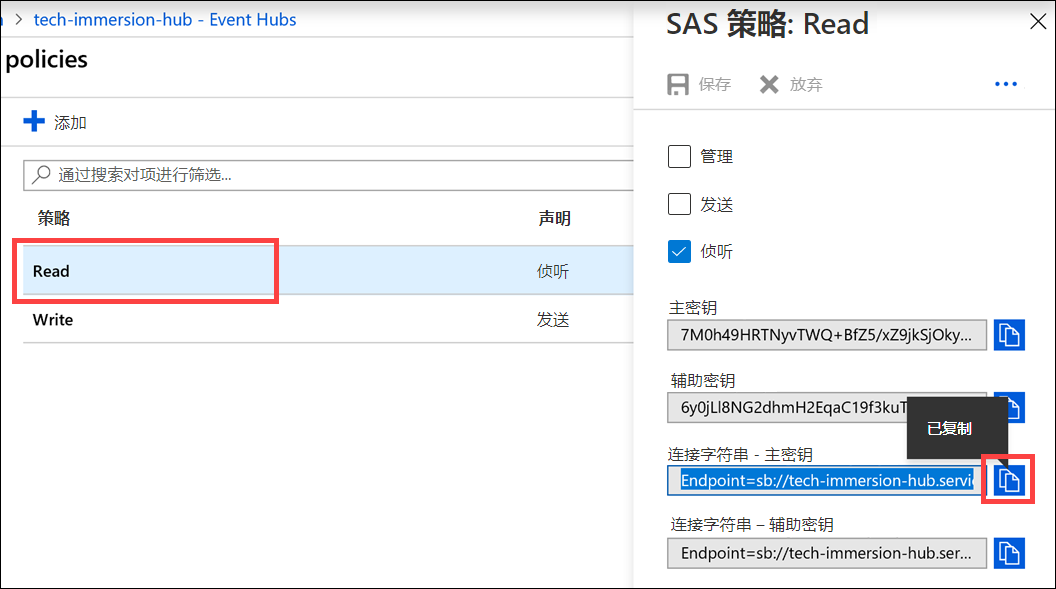 > tech-immersion-hub - Event Hubs
policies
添加
通过搜索对项进行筛选...
策略 声明
Read 侦听
Write 发送
SAS 策略: Read
保存 放弃
管理
发送
侦听
主密钥
7M0h49HRTNyvTWQ+BfZ5/xZ9jkSjOky...
辅助密钥
6y0jLl8NG2dhmH2EqaC19f3kuT
已复制
连接字符串 - 主密钥
Endpoint=sb://tech-immersion-hub.servi
连接字符串 – 辅助密钥
Endpoint=sb://tech-immersion-hub.ser...